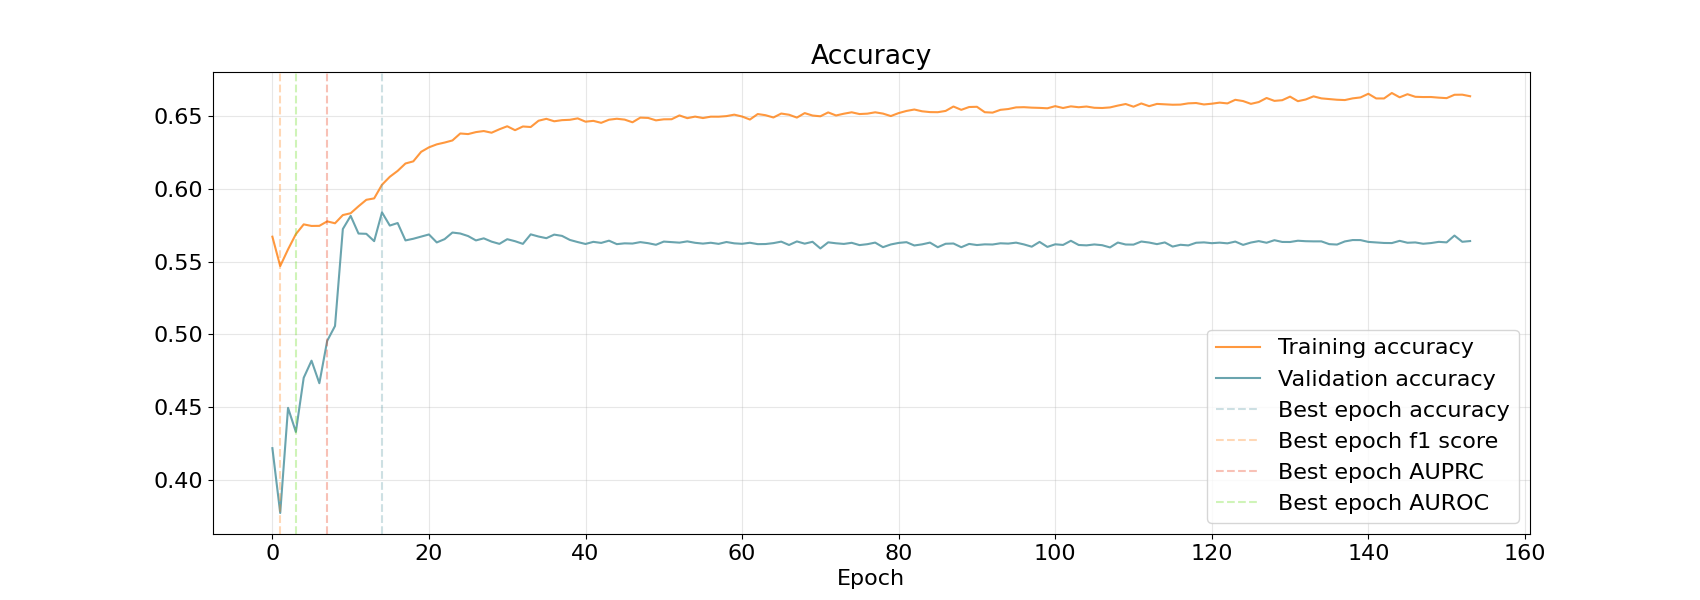 Accuracy
0.65
0.60
0.55
0.50
0.45
0.40
Training accuracy
Validation accuracy
Best epoch accuracy
Best epoch f1 score
Best epoch AUPRC
Best epoch AUROC
0 20 40 60 80 100 120 140 160
Epoch